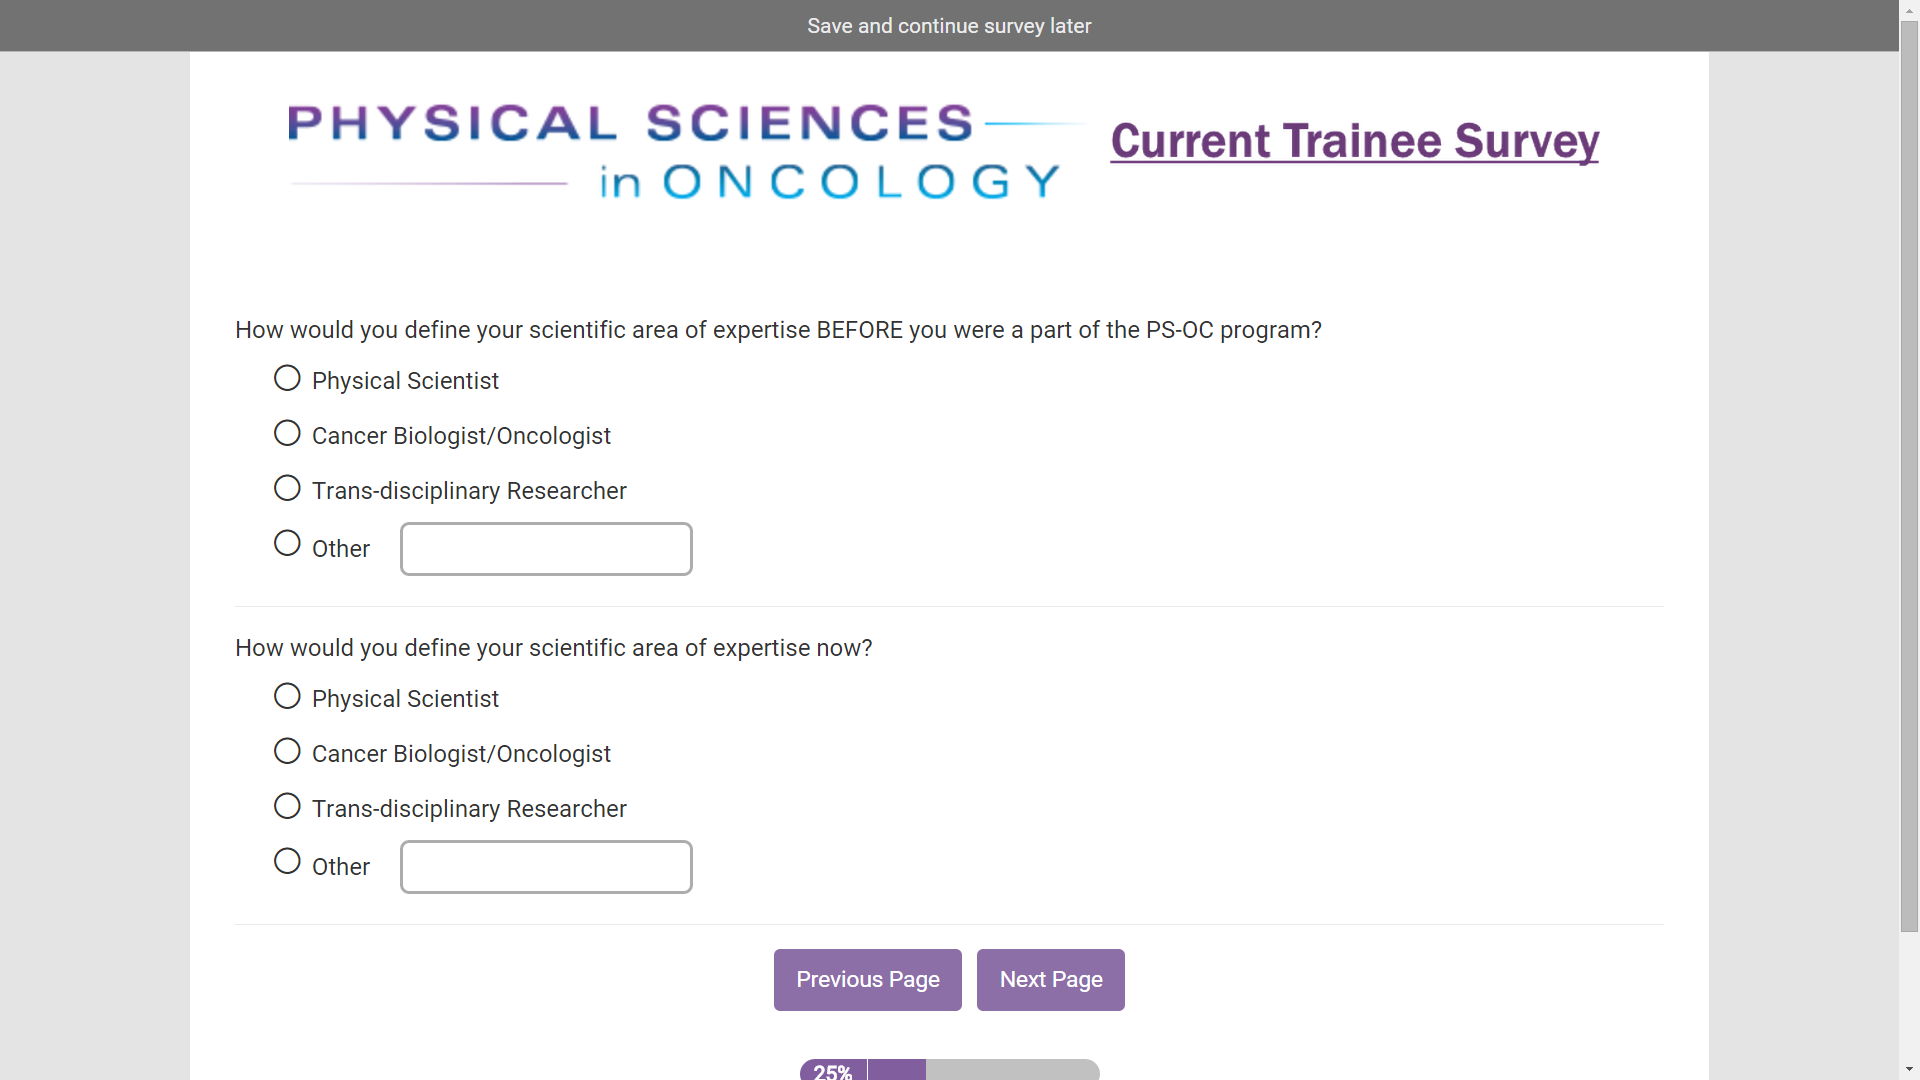 Save and continue survey later
PHYSICAL SCIENCES
in ONCOLOGY
Current Trainee Survey
How would you define your scientific area of expertise BEFORE you were a part of the PS-OC program?
Physical Scientist
Cancer Biologist/Oncologist
Trans-disciplinary Researcher
Other
How would you define your scientific area of expertise now?
Physical Scientist
Cancer Biologist/Oncologist
Trans-disciplinary Researcher
Other
Previous Page
Next Page
25%